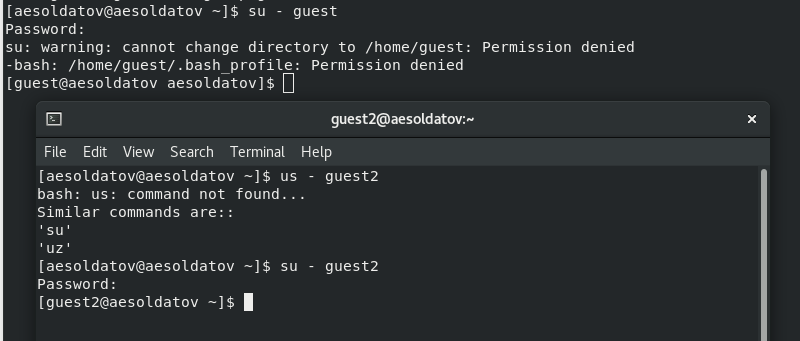 [aesoldatov@aesoldatov ~]$ su - guest
Password:
su: warning: cannot change directory to /home/guest: Permission denied
-bash: /home/guest/.bash_profile: Permission denied
[guest@aesoldatov aesoldatov]$
guest2@aesoldatov:~
File Edit View Search Terminal Help
[aesoldatov@aesoldatov ~]$ us - guest2
bash: us: command not found...
Similar commands are::
'su'
'uz'
[aesoldatov@aesoldatov ~]$ su - guest2
Password:
[guest2@aesoldatov ~]$